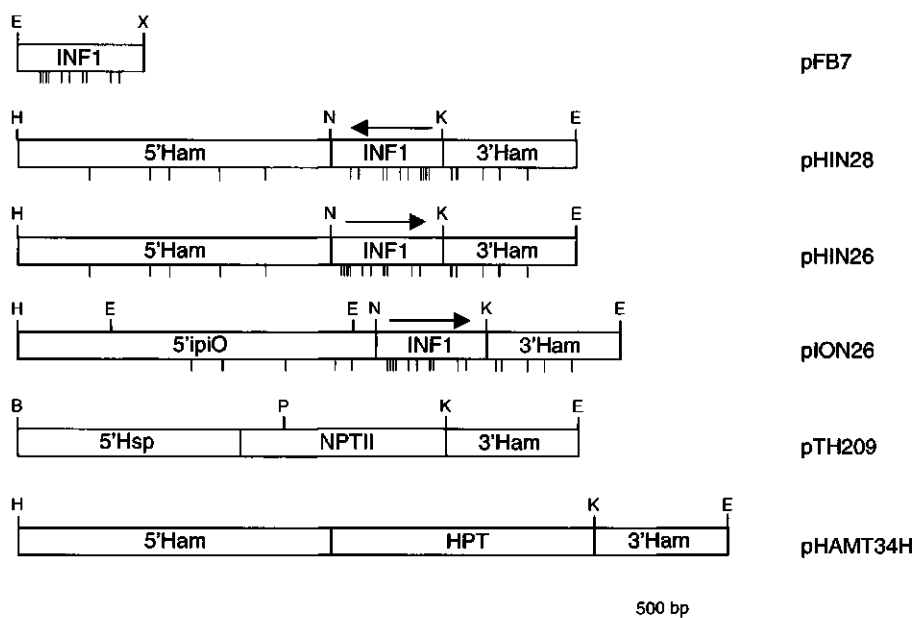 E X
INF1
pFB7
H N K E
5'Ham INF1 3'Ham
pHIN28
H N K E
5'Ham INF1 3'Ham
pHIN26
H E E N K E
5'ipiO INF1 3'Ham
pION26
B P K E
5'Hsp NPTII 3'Ham
pTH209
H K E
5'Ham HPT 3'Ham
pHAMT34H
500 bp